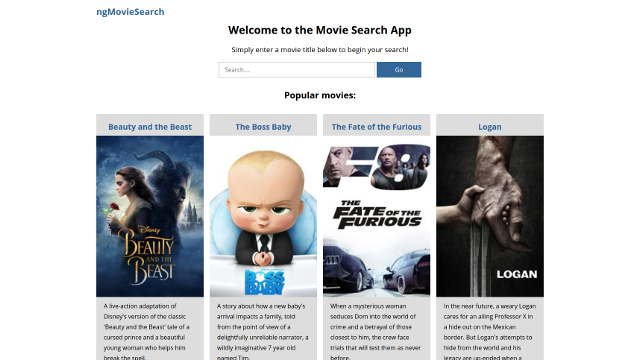 ngMovieSearch
Welcome to the Movie Search App
Simply enter a movie title below to begin your search!
Search....
Go
Popular movies:
Beauty and the Beast
Disney
BEAUTY
AND THE
BEAST
A live-action adaptation of
Disney's version of the classic
'Beauty and the Beast' tale of a
cursed prince and a beautiful
young woman who helps him
break the spell.
The Boss Baby
THE
BOSS
BABY
A story about how a new baby's
arrival impacts a family, told
from the point of view of a
delightfully unreliable narrator, a
wildly imaginative 7 year old
named Tim.
The Fate of the Furious
F8
THE
FATE OF THE
FURIOUS
When a mysterious woman
seduces Dom into the world of
crime and a betrayal of those
closest to him, the crew face
trials that will test them as never
before.
Logan
LOGAN
In the near future, a weary Logan
cares for an ailing Professor X in
a hide out on the Mexican
border. But Logan's attempts to
hide from the world and his
legacy are up-ended when a